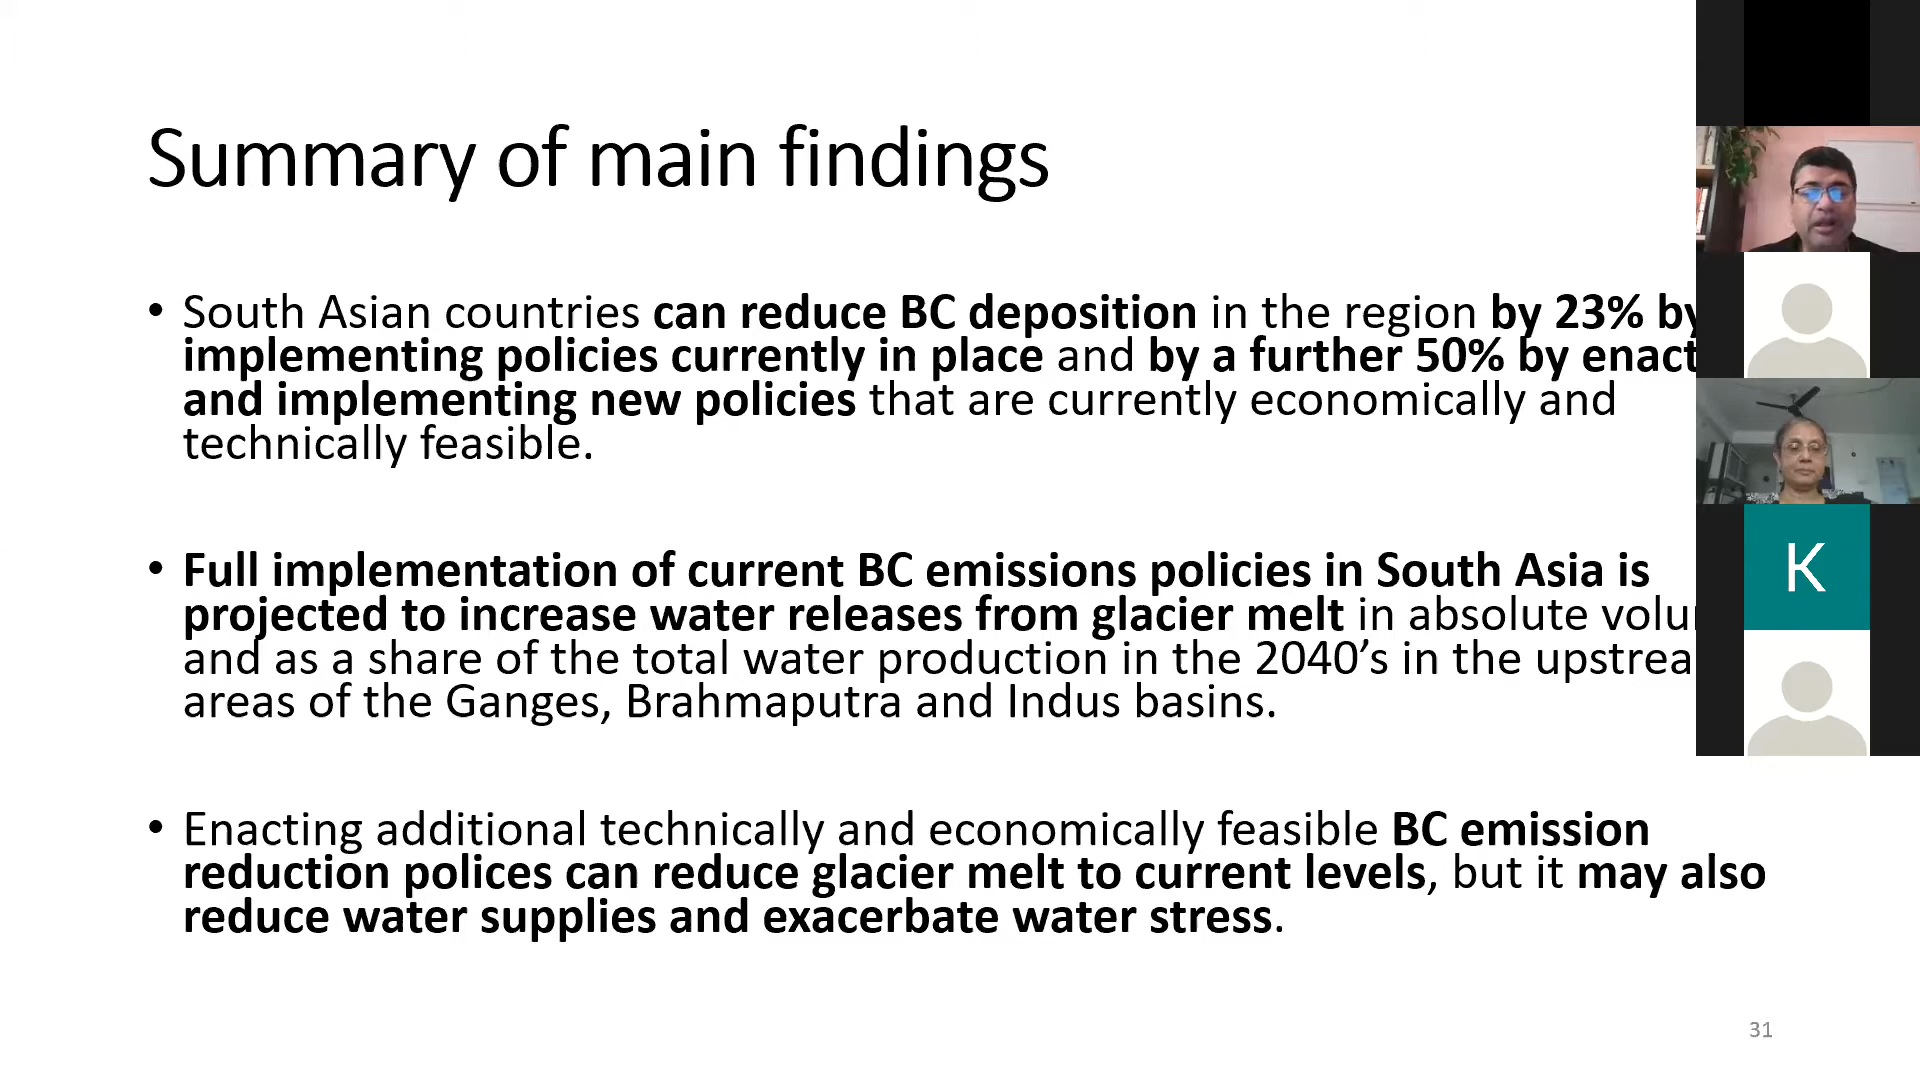 Summary of main findings
• South Asian countries can reduce BC deposition in the region by 23% by
implementing policies currently in place and by a further 50% by enact
and implementing new policies that are currently economically and
technically feasible.
• Full implementation of current BC emissions policies in South Asia is
projected to increase water releases from glacier melt in absolute volu
and as a share of the total water production in the 2040’s in the upstrea
areas of the Ganges, Brahmaputra and Indus basins.
• Enacting additional technically and economically feasible BC emission
reduction polices can reduce glacier melt to current levels, but it may also
reduce water supplies and exacerbate water stress.
K
31